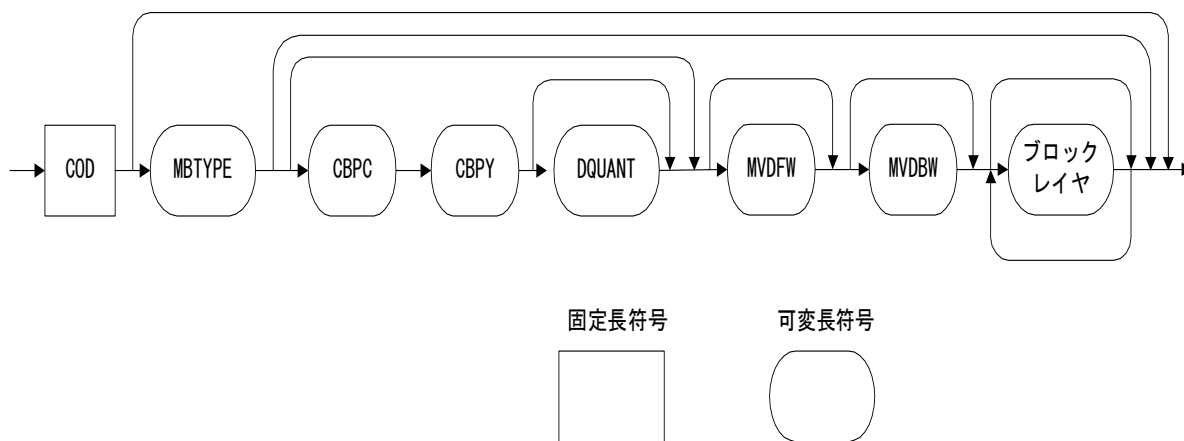 COD
MBTYPE
CBPC
CBPY
DQUANT
MVDFW
MVDBW
ブロック
レイヤ
固定長符号
可変長符号